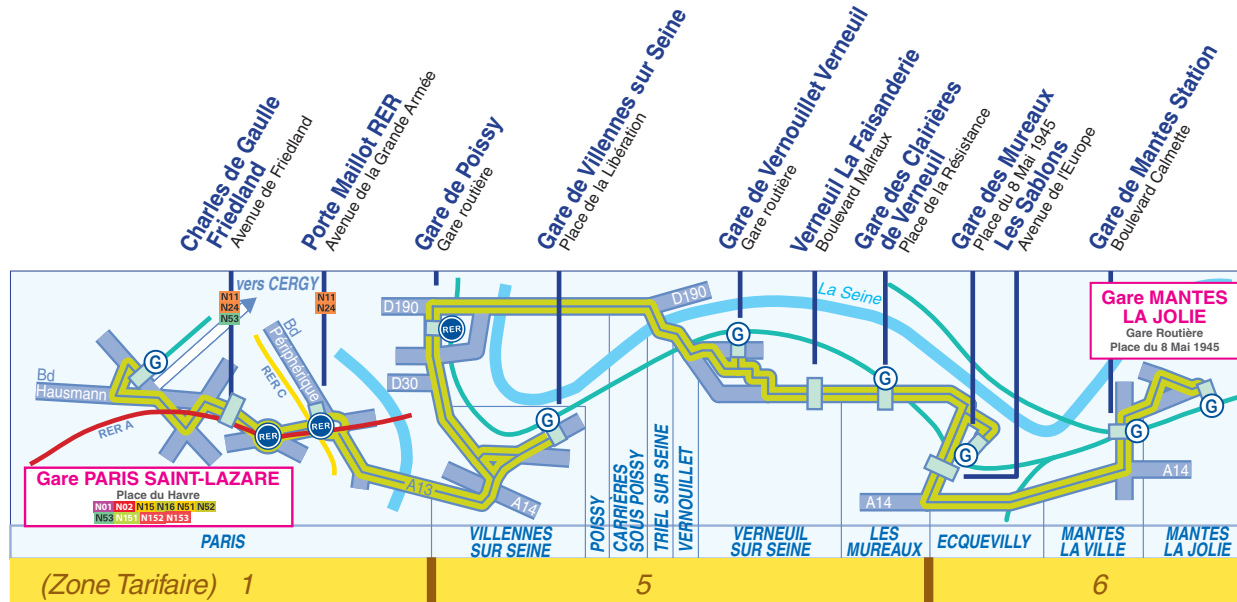 Charles de Gaulle
Friedland
Avenue de Friedland
Porte Maillot RER
Avenue de la Grande Armée
Gare de Poissy
Gare routière
Gare de Villennes sur Seine
Place de la Libération
Gare de Vernouillet Verneuil
Gare routière
Verneuil La Faisanderie
Boulevard Malraux
Gare des Clairières
de Verneuil
Place de la Résistance
Gare des Mureaux
Place du 8 Mai 1945
Les Sablons
Avenue de l'Europe
Gare de Mantes Station
Boulevard Calmette
vers CERGY
N11
N24
N53
N11
N24
Bd
Périphérique
RER C
Bd
Hausmann
RER A
G
RER
RER
Gare PARIS SAINT-LAZARE
Place du Havre
N01 N02 N15 N16 N51 N52
N53 N151 N152 N153
A13
D190
RER
D30
G
A14
D190
La Seine
G
G
G
G
A14
Gare MANTES
LA JOLIE
Gare Routière
Place du 8 Mai 1945
G
G
A14
PARIS
VILLENNES
SUR SEINE
POISSY
CARRIÈRES
SOUS POISSY
TRIEL SUR SEINE
VERNOUILLET
VERNEUIL
SUR SEINE
LES
MUREAUX
ECQUEVILLY
MANTES
LA VILLE
MANTES
LA JOLIE
(Zone Tarifaire) 1
5
6